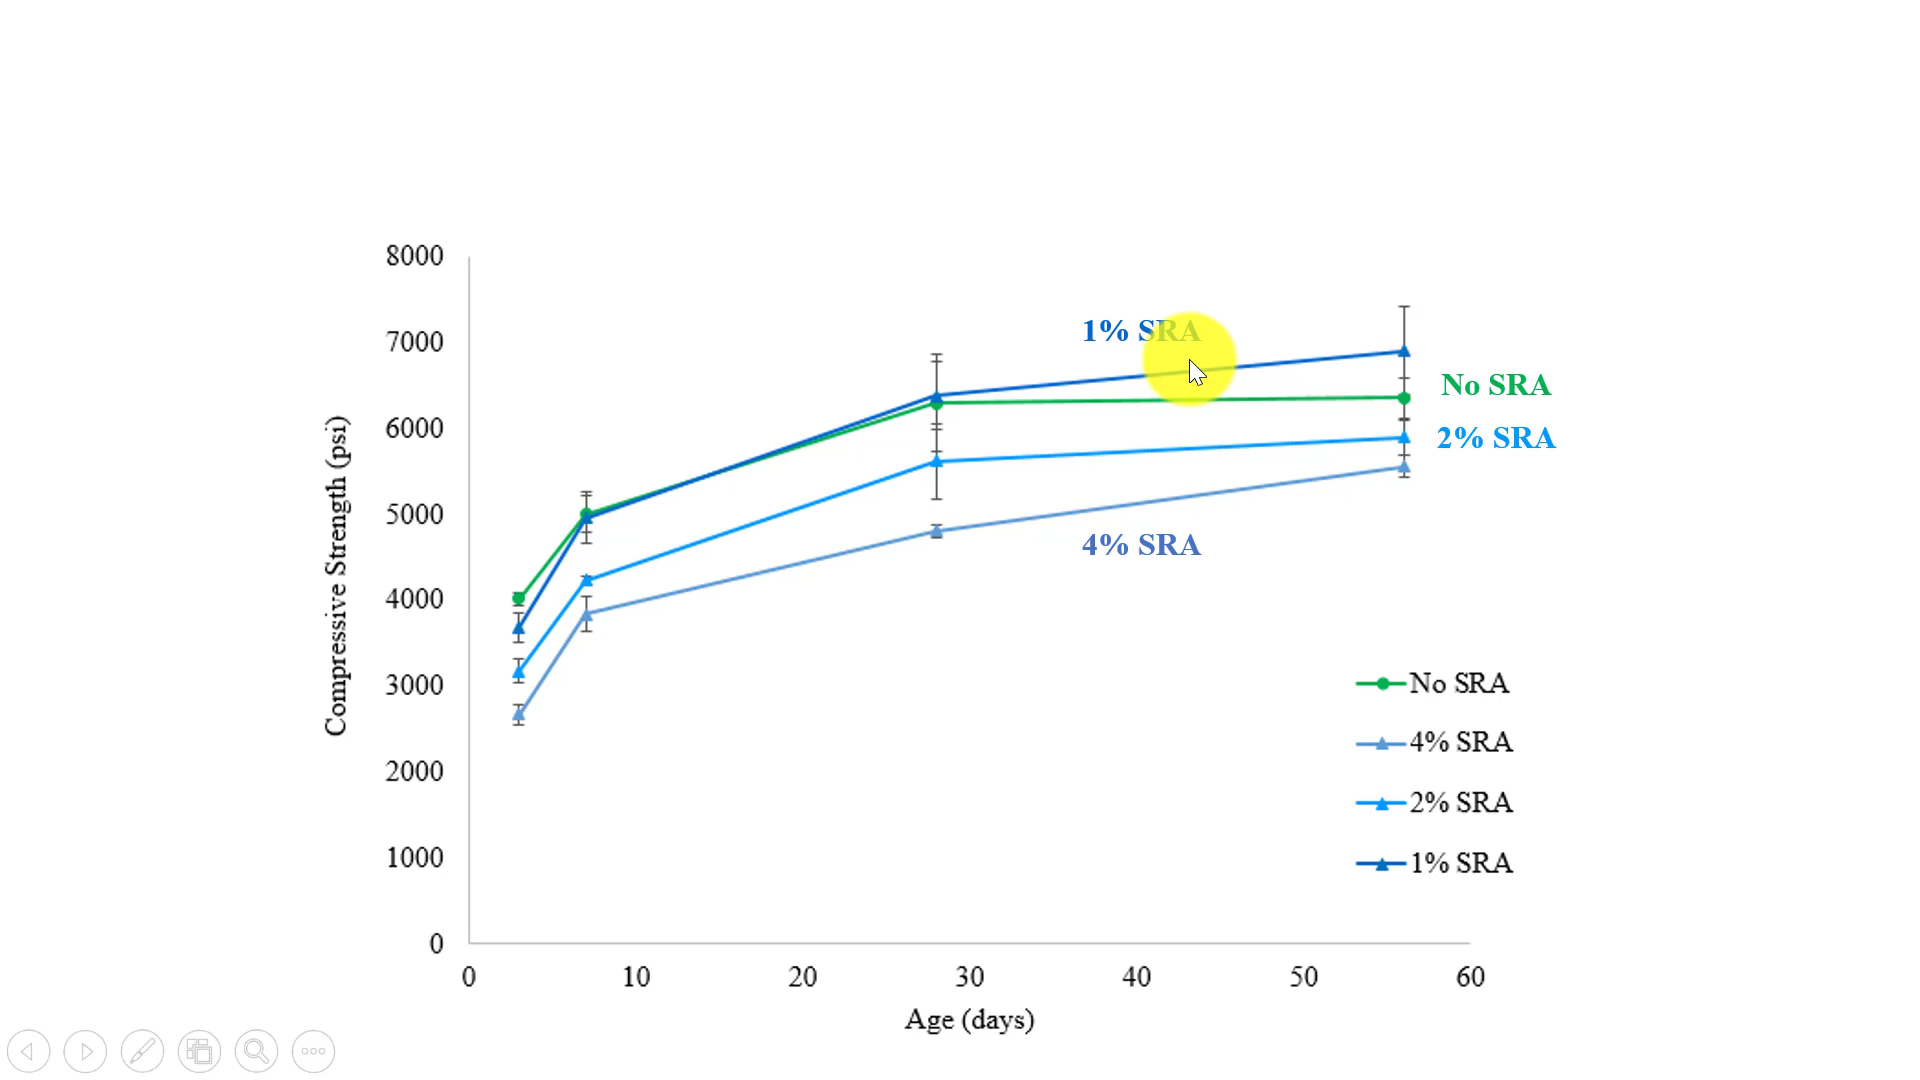 8000
7000
6000
5000
4000
3000
2000
1000
0
0 10 20 30 40 50 60
Compressive Strength (psi)
Age (days)
1% SRA
No SRA
2% SRA
4% SRA
No SRA
4% SRA
2% SRA
1% SRA